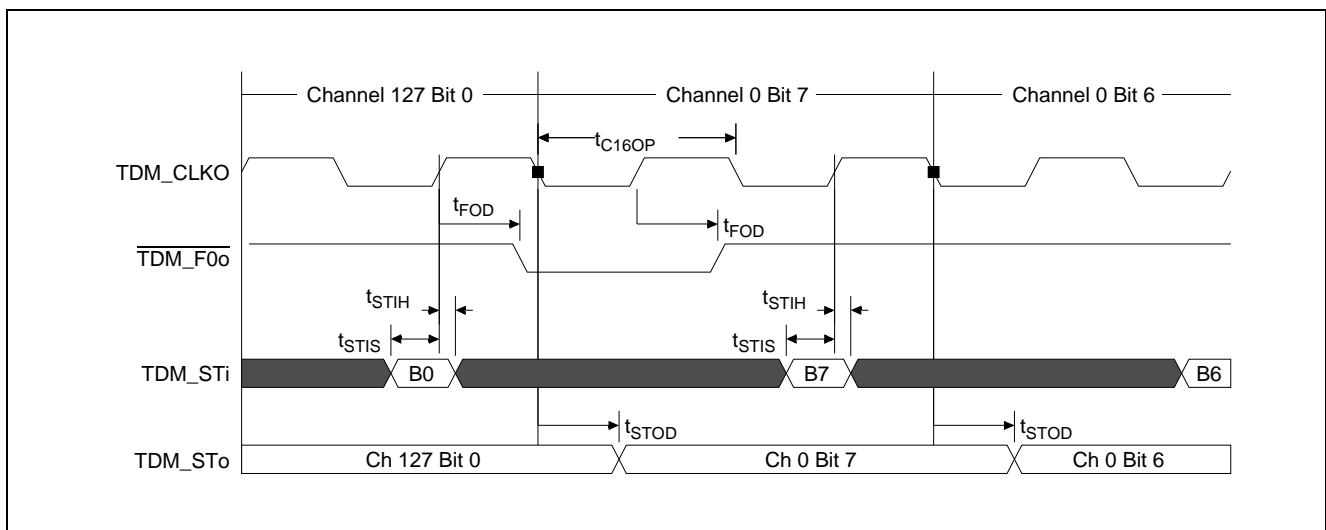 Channel 127 Bit 0 Channel 0 Bit 7 Channel 0 Bit 6
tC16OP
TDM_CLKO
tFOD tFOD
TDM_F0o
tSTIH tSTIH
tSTIS tSTIS
TDM_STi B0 B7 B6
tSTOD tSTOD
TDM_STo Ch 127 Bit 0 Ch 0 Bit 7 Ch 0 Bit 6